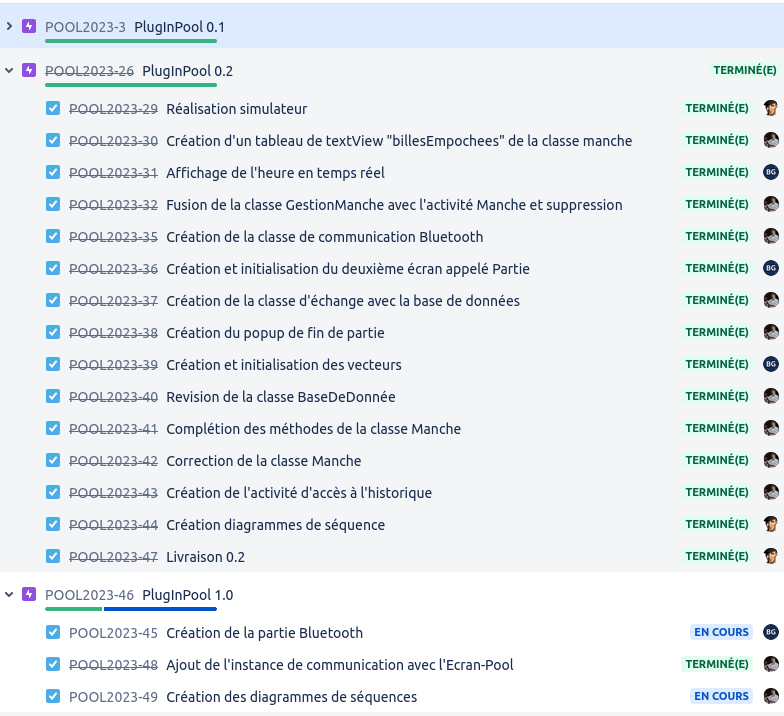 POOL2023-3 PlugInPool 0.1
POOL2023-26 PlugInPool 0.2 TERMINÉ(E)
POOL2023-29 Réalisation simulateur TERMINÉ(E)
POOL2023-30 Création d'un tableau de textView "billesEmpochees" de la classe manche TERMINÉ(E)
POOL2023-31 Affichage de l'heure en temps réel TERMINÉ(E) BG
POOL2023-32 Fusion de la classe GestionManche avec l'activité Manche et suppression TERMINÉ(E)
POOL2023-35 Création de la classe de communication Bluetooth TERMINÉ(E)
POOL2023-36 Création et initialisation du deuxième écran appelé Partie TERMINÉ(E) BG
POOL2023-37 Création de la classe d'échange avec la base de données TERMINÉ(E)
POOL2023-38 Création du popup de fin de partie TERMINÉ(E)
POOL2023-39 Création et initialisation des vecteurs TERMINÉ(E) BG
POOL2023-40 Revision de la classe BaseDeDonnée TERMINÉ(E)
POOL2023-41 Complétion des méthodes de la classe Manche TERMINÉ(E)
POOL2023-42 Correction de la classe Manche TERMINÉ(E)
POOL2023-43 Création de l'activité d'accès à l'historique TERMINÉ(E)
POOL2023-44 Création diagrammes de séquence TERMINÉ(E)
POOL2023-47 Livraison 0.2 TERMINÉ(E)
POOL2023-46 PlugInPool 1.0
POOL2023-45 Création de la partie Bluetooth EN COURS BG
POOL2023-48 Ajout de l'instance de communication avec l'Ecran-Pool TERMINÉ(E)
POOL2023-49 Création des diagrammes de séquences EN COURS